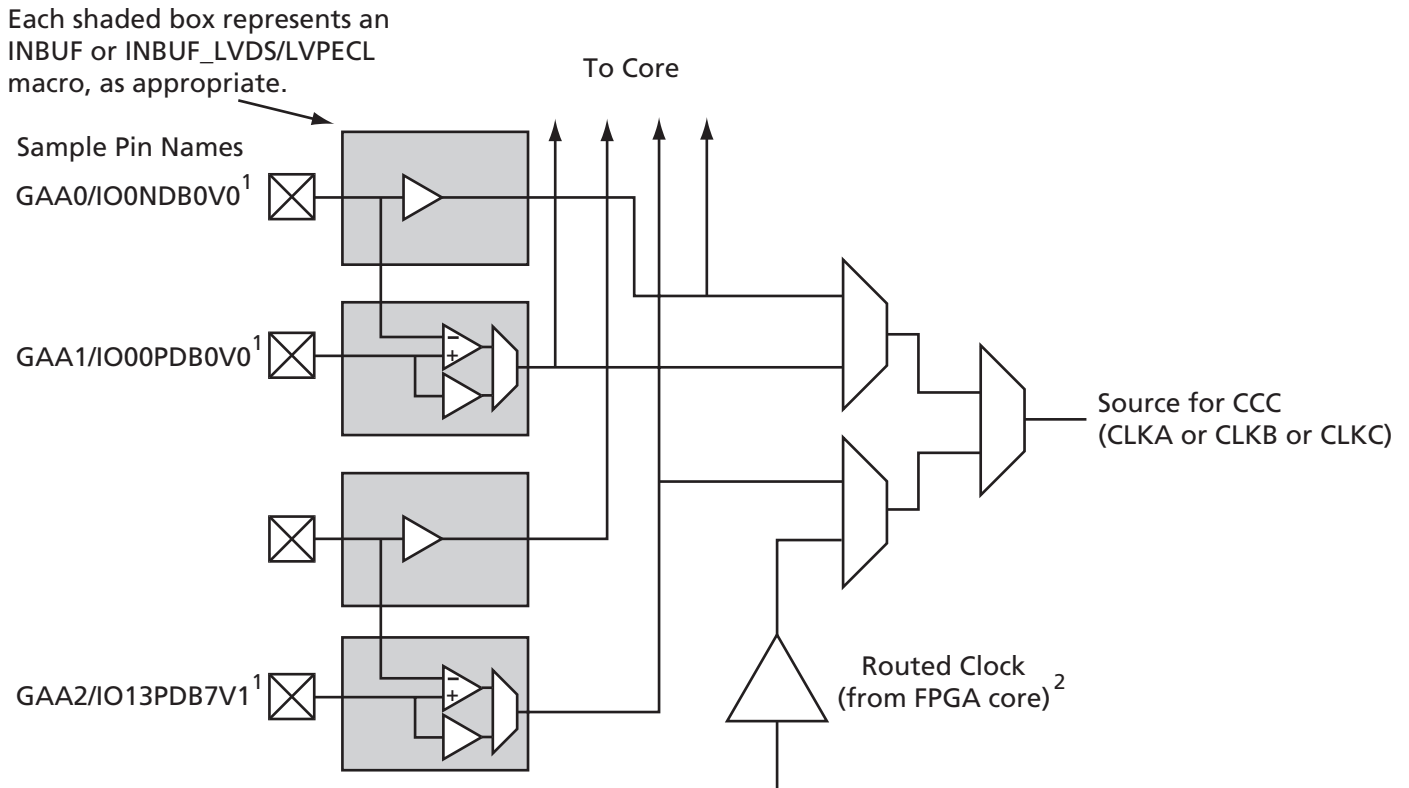 Each shaded box represents an
INBUF or INBUF_LVDS/LVPECL
macro, as appropriate.
To Core
Sample Pin Names
GAA0/IO0NDB0V0¹
GAA1/IO00PDB0V0¹
−
+
Source for CCC
(CLKA or CLKB or CLKC)
GAA2/IO13PDB7V1¹
−
+
Routed Clock
(from FPGA core)²